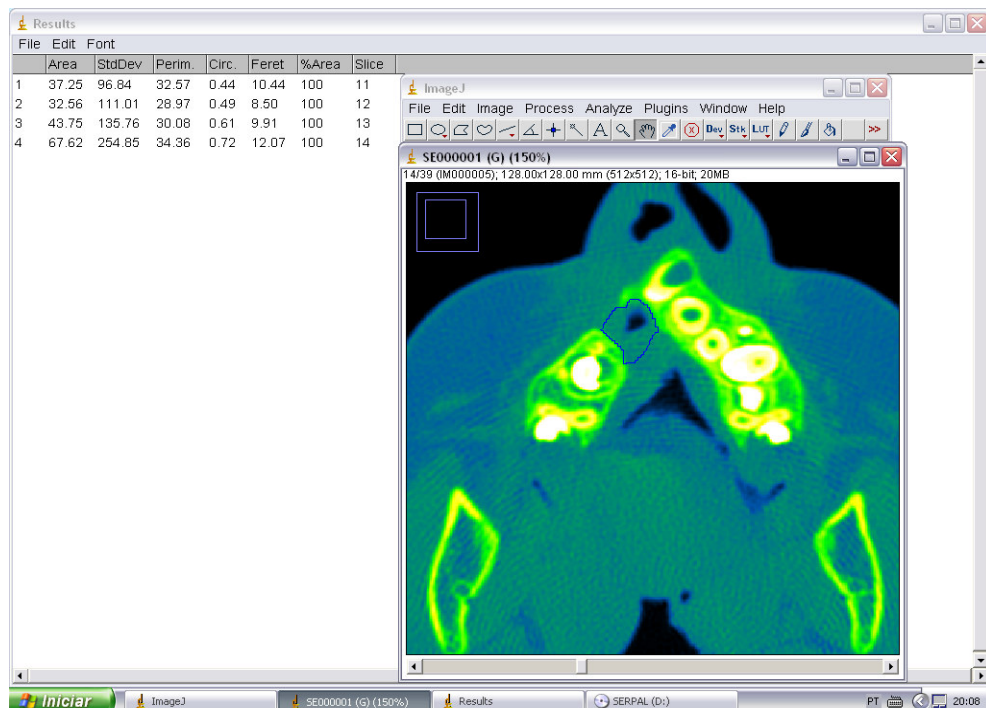 Results
File Edit Font
Area StdDev Perim. Circ. Feret %Area Slice
1 37.25 96.84 32.57 0.44 10.44 100 11
2 32.56 111.01 28.97 0.49 8.50 100 12
3 43.75 135.76 30.08 0.61 9.91 100 13
4 67.62 254.85 34.36 0.72 12.07 100 14
ImageJ
File Edit Image Process Analyze Plugins Window Help
A Dev Stk LUT >>
SE000001 (G) (150%)
14/39 (IM000005); 128.00x128.00 mm (512x512); 16-bit; 20MB
Iniciar ImageJ SE000001 (G) (150%) Results SERPAL (D:) PT 20:08